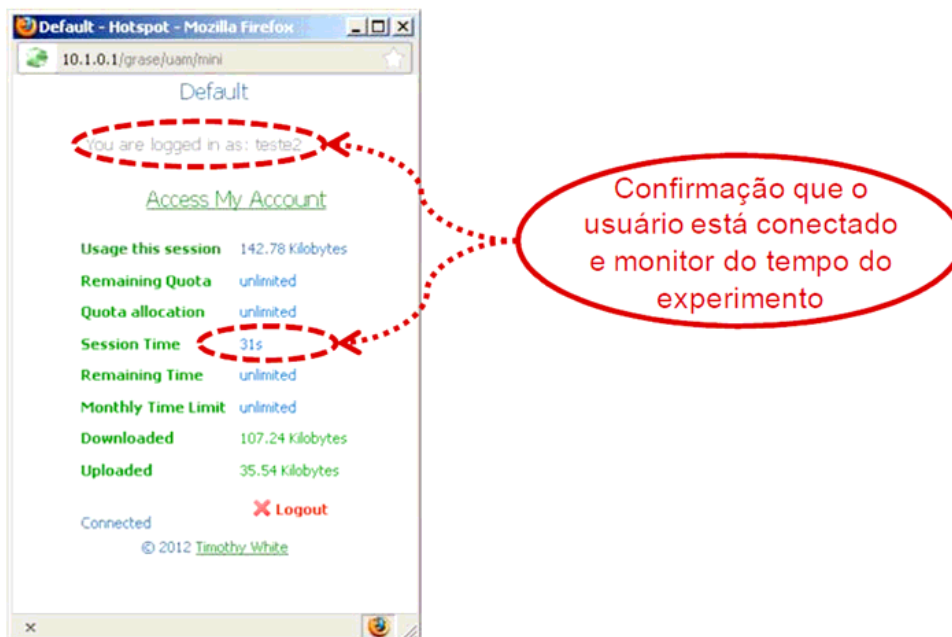 Default - Hotspot - Mozilla Firefox
10.1.0.1/grase/uam/mini
Default
You are logged in as: teste2
Access My Account
Usage this session 142.78 Kilobytes
Remaining Quota unlimited
Quota allocation unlimited
Session Time 31s
Remaining Time unlimited
Monthly Time Limit unlimited
Downloaded 107.24 Kilobytes
Uploaded 35.54 Kilobytes
Logout
Connected
© 2012 Timothy White
Confirmação que o
usuário está conectado
e monitor do tempo do
experimento